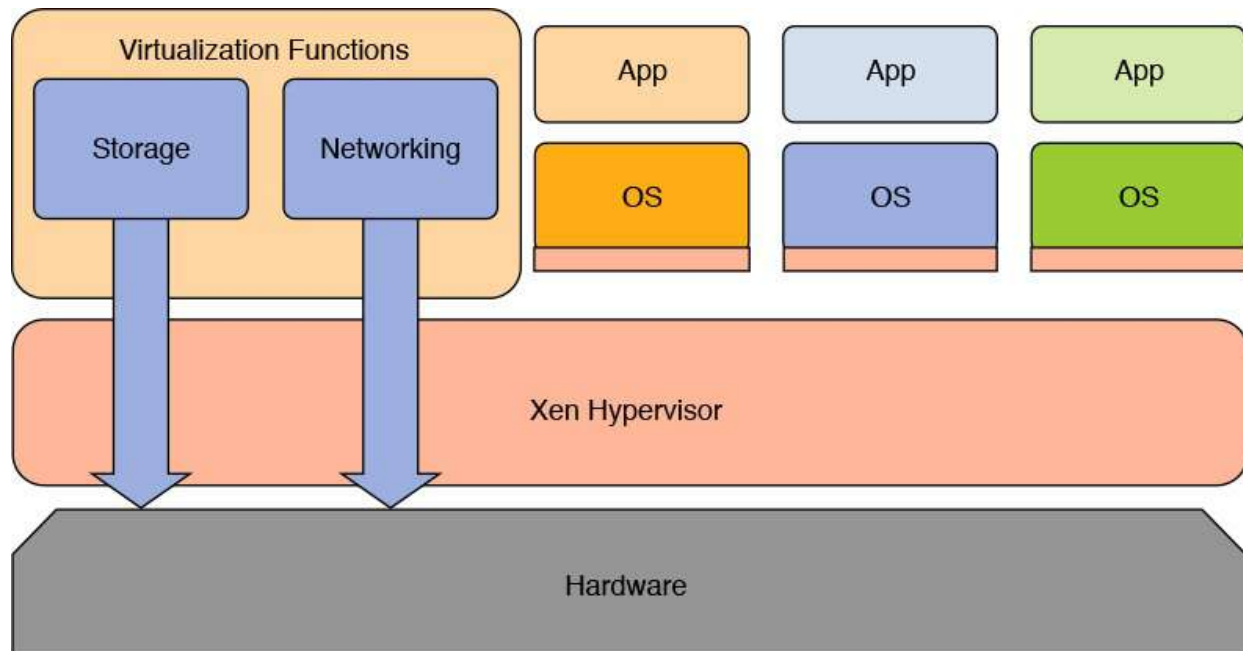 Virtualization Functions
Storage
Networking
App
App
App
OS
OS
OS
Xen Hypervisor
Hardware